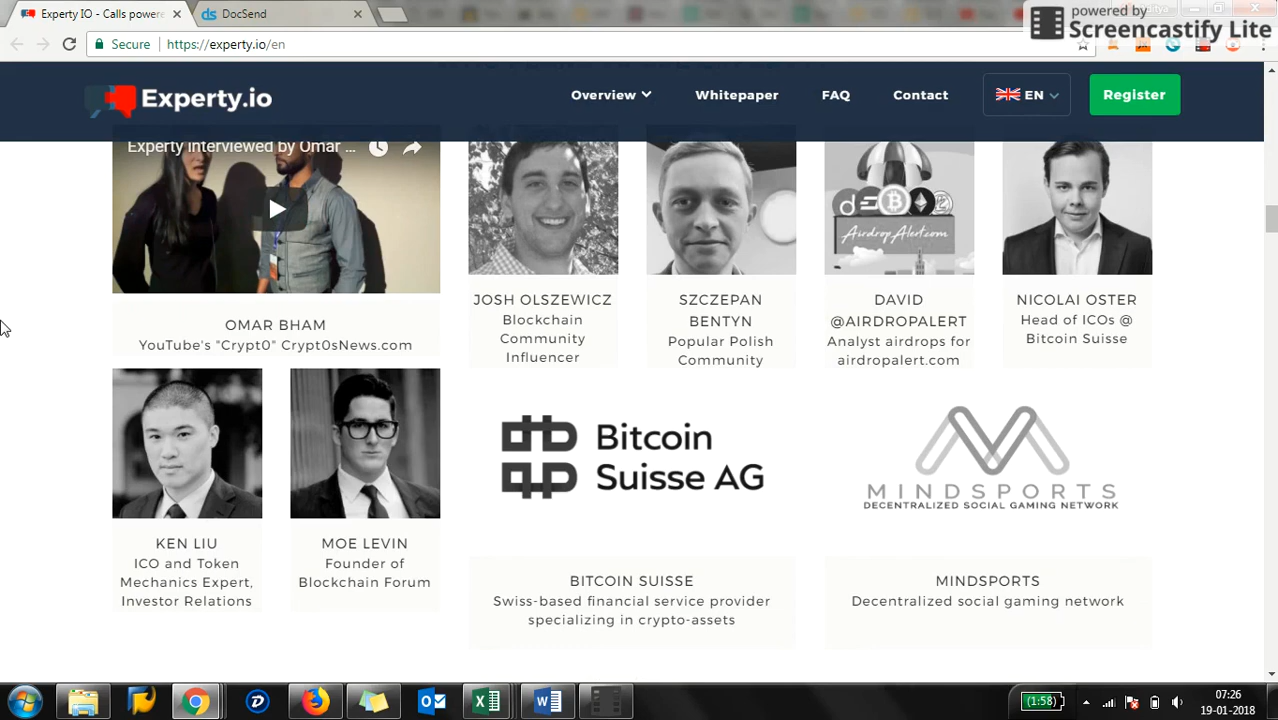 Experty IO - Calls powere
DocSend
powered by
Screencastify Lite
Secure
https://experty.io/en
Experty.io
Overview
Whitepaper
FAQ
Contact
EN
Register
Experty interviewed by Omar ...
AirdropAlert.com
OMAR BHAM
YouTube's "Crypt0" Crypt0sNews.com
JOSH OLSZEWICZ
Blockchain
Community
Influencer
SZCZEPAN
BENTYN
Popular Polish
Community
DAVID
@AIRDROPALERT
Analyst airdrops for
airdropalert.com
NICOLAI OSTER
Head of ICOs @
Bitcoin Suisse
KEN LIU
ICO and Token
Mechanics Expert,
Investor Relations
MOE LEVIN
Founder of
Blockchain Forum
Bitcoin
Suisse AG
BITCOIN SUISSE
Swiss-based financial service provider
specializing in crypto-assets
MINDSPORTS
DECENTRALIZED SOCIAL GAMING NETWORK
MINDSPORTS
Decentralized social gaming network
(1:58)
07:26
19-01-2018